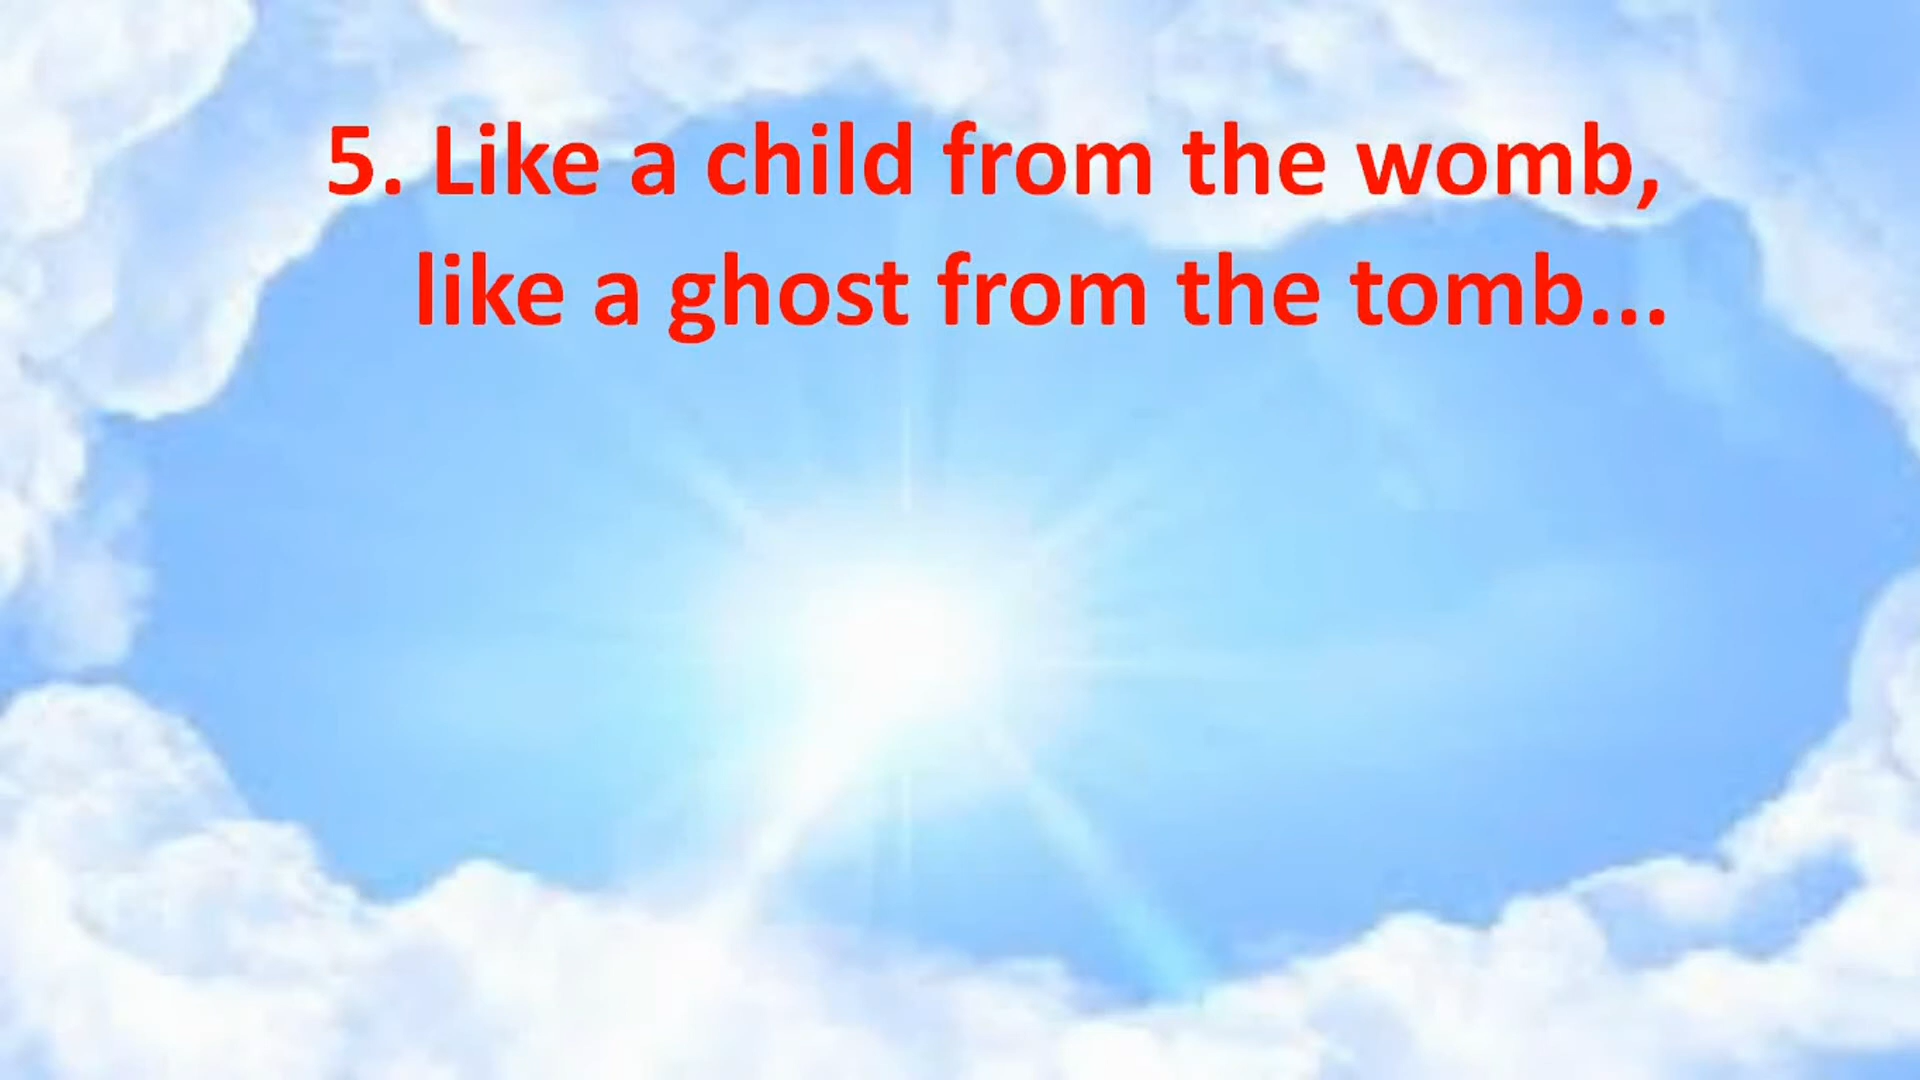 5. Like a child from the womb,
like a ghost from the tomb...